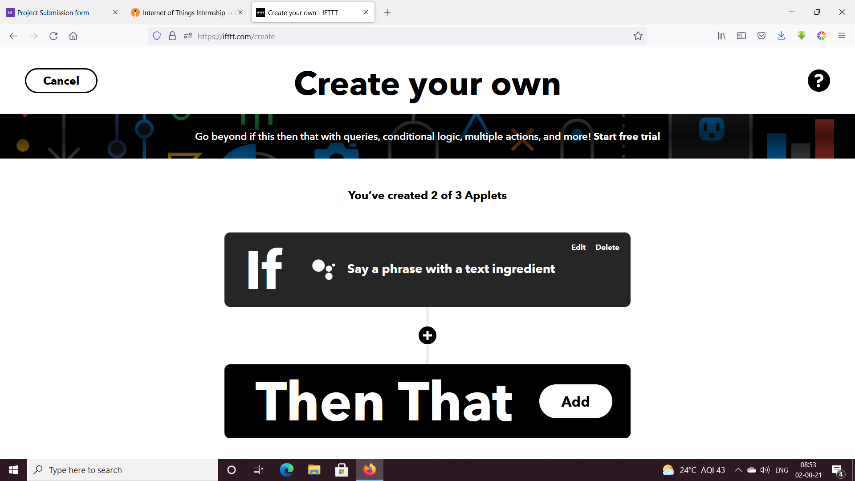 Project Submission form
Internet of Things Internship --
Create your own - IFTTT
https://ifttt.com/create
Cancel
Create your own
?
Go beyond if this then that with queries, conditional logic, multiple actions, and more! Start free trial
You've created 2 of 3 Applets
Edit Delete
If Say a phrase with a text ingredient
Then That Add
Type here to search
24°C AQI 43
ENG
08:53
02-08-21
4